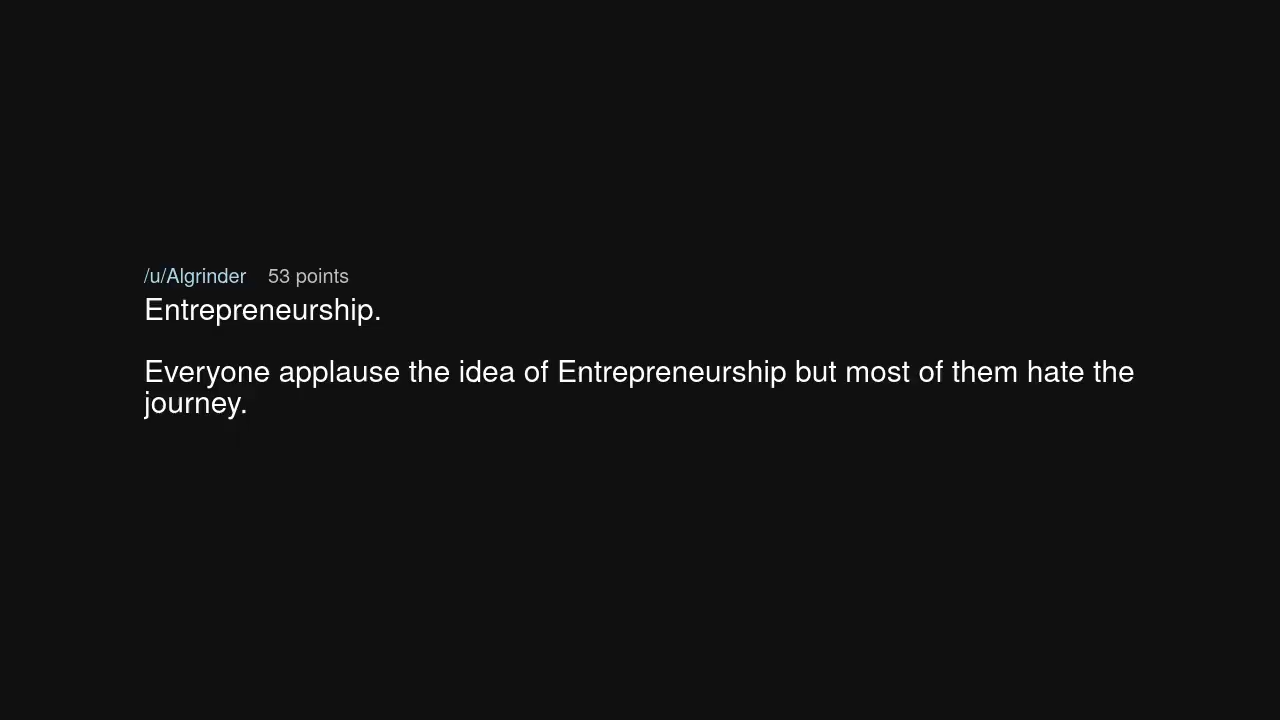 /u/Algrinder 53 points
Entrepreneurship.
Everyone applause the idea of Entrepreneurship but most of them hate the
journey.